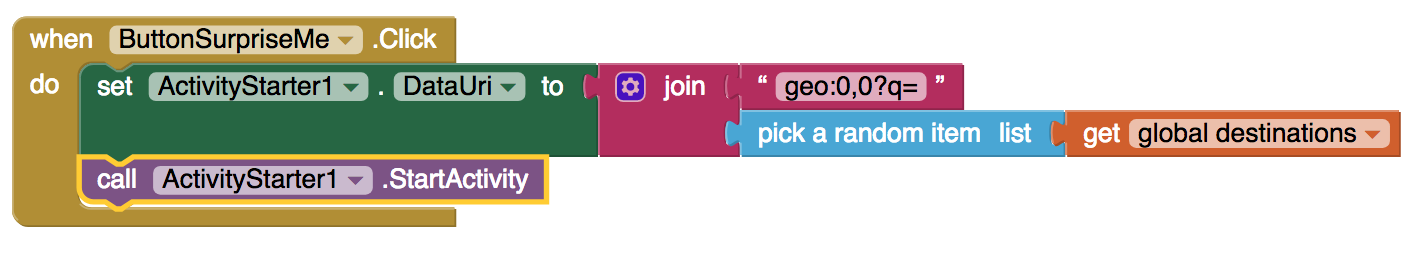 when ButtonSurpriseMe .Click
do set ActivityStarter1 . DataUri to join “ geo:0,0?q= ”
pick a random item list get global destinations
call ActivityStarter1 .StartActivity